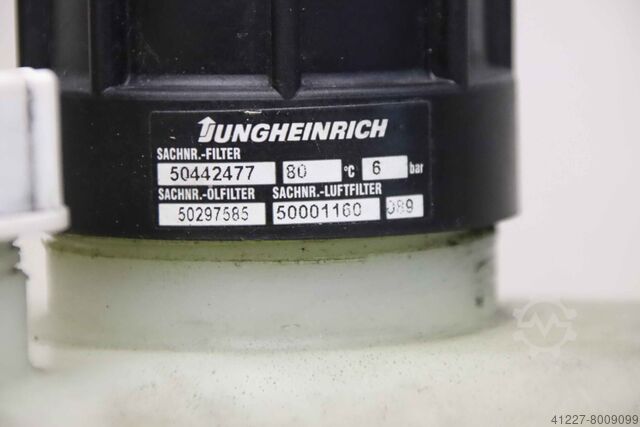 JUNGHEINRICH
SACHNR.-FILTER
50442477 80 °C 6 bar
SACHNR.-ÖLFILTER SACHNR.-LUFTFILTER
50297585 50001160 089
41227-8009099